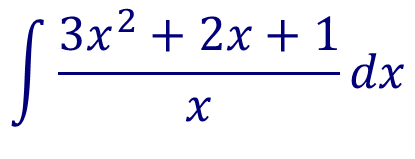 ∫ (3x² + 2x + 1)/x dx